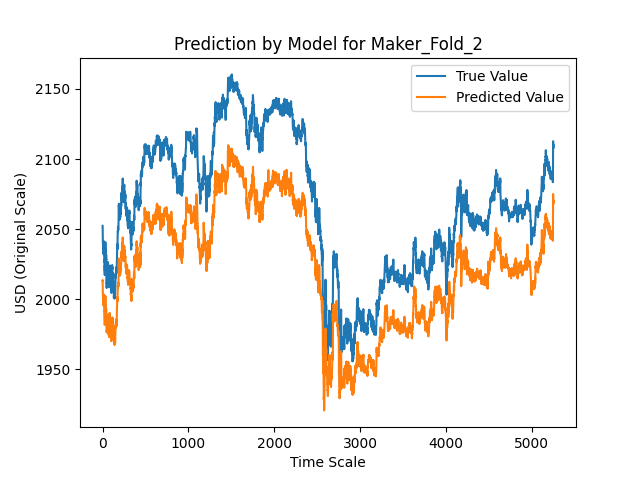 Prediction by Model for Maker_Fold_2
True Value
Predicted Value
USD (Original Scale)
2150
2100
2050
2000
1950
0 1000 2000 3000 4000 5000
Time Scale